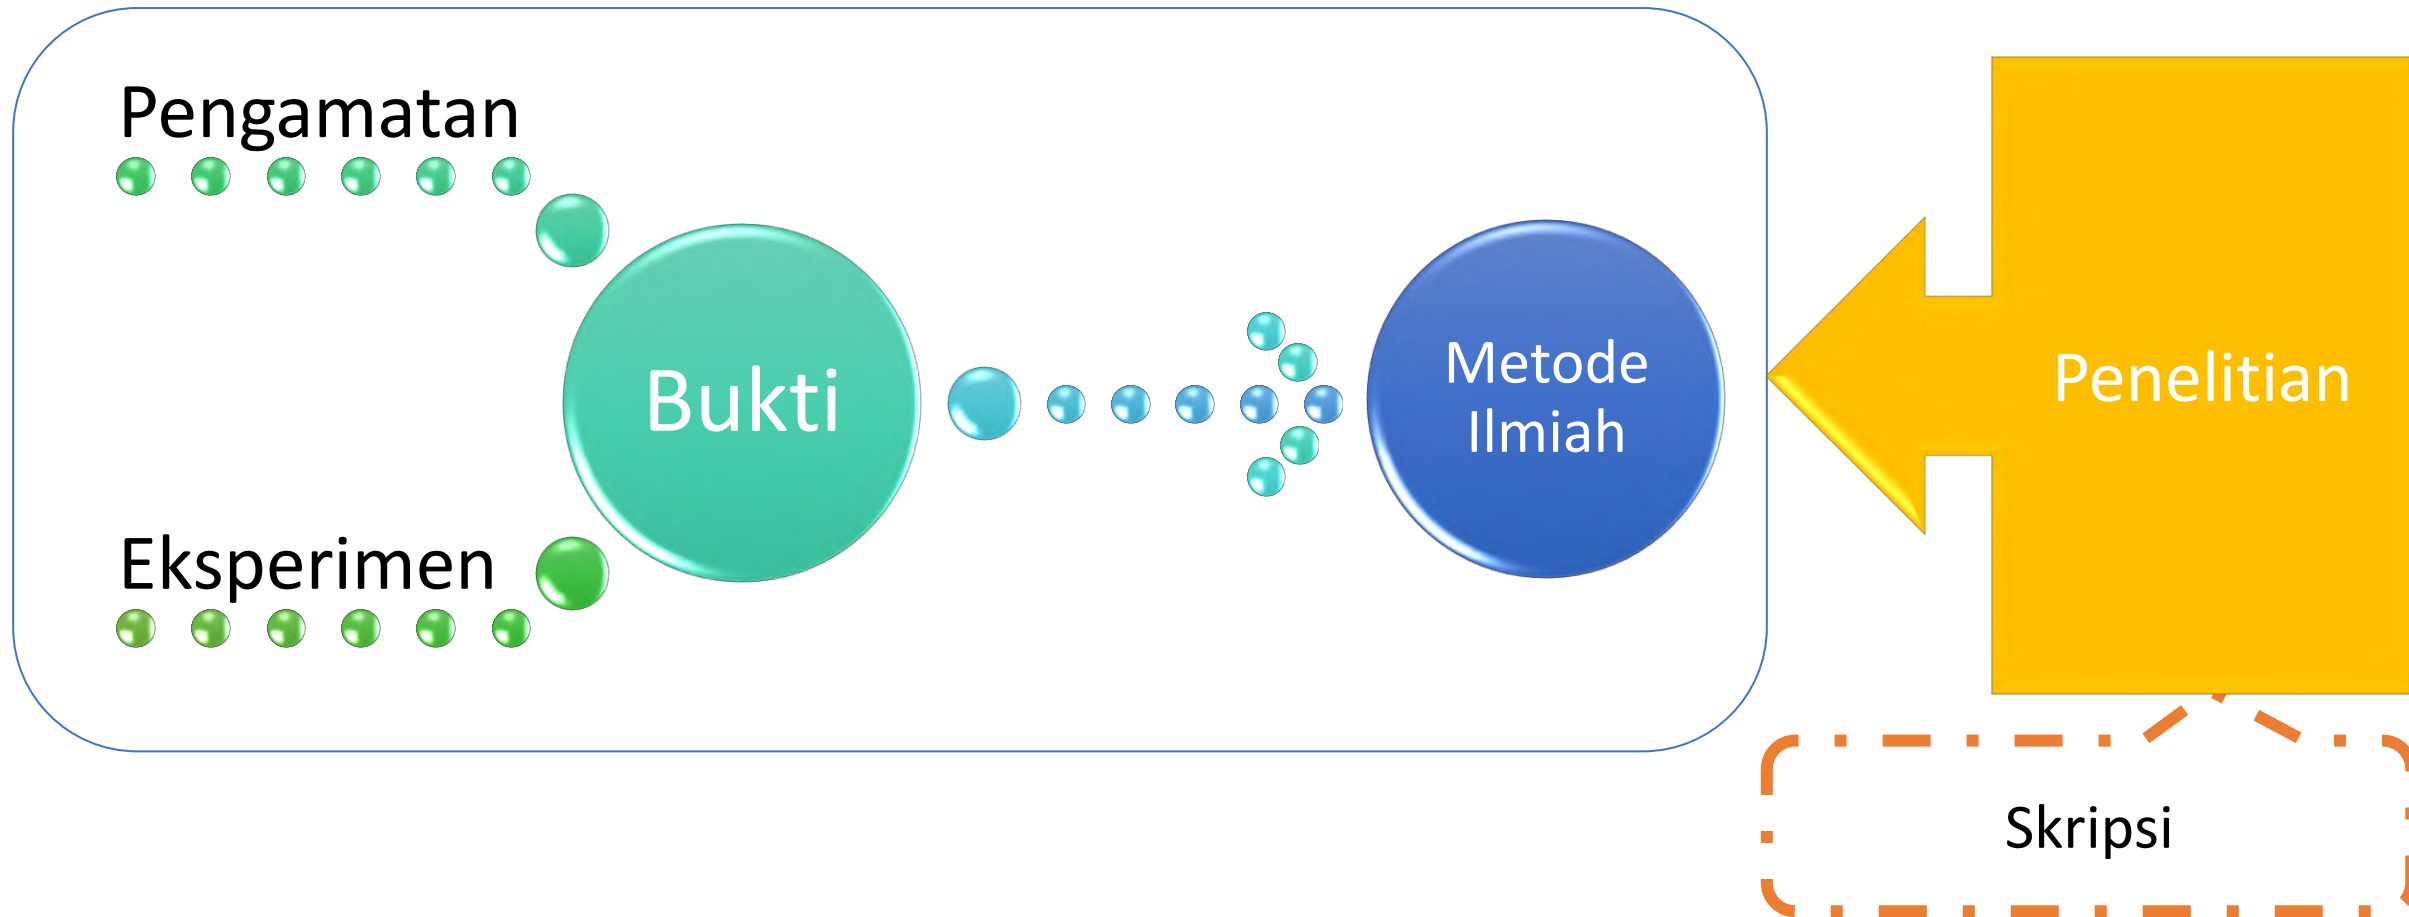 Pengamatan
Eksperimen
Bukti
Metode
Ilmiah
Penelitian
Skripsi